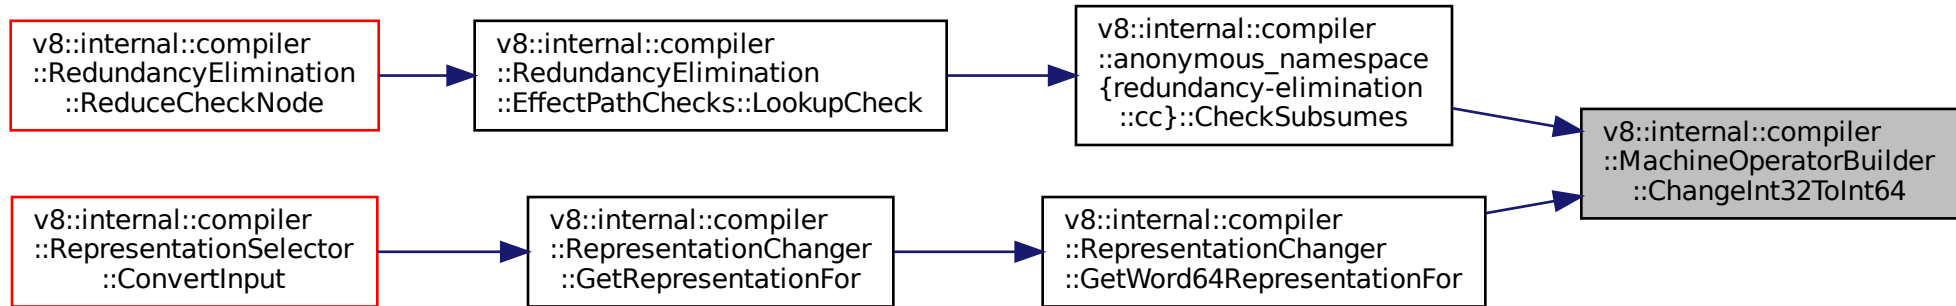 v8::internal::compiler
::RedundancyElimination
::ReduceCheckNode
v8::internal::compiler
::RedundancyElimination
::EffectPathChecks::LookupCheck
v8::internal::compiler
::anonymous_namespace
{redundancy-elimination
::cc}::CheckSubsumes
v8::internal::compiler
::MachineOperatorBuilder
::ChangeInt32ToInt64
v8::internal::compiler
::RepresentationSelector
::ConvertInput
v8::internal::compiler
::RepresentationChanger
::GetRepresentationFor
v8::internal::compiler
::RepresentationChanger
::GetWord64RepresentationFor